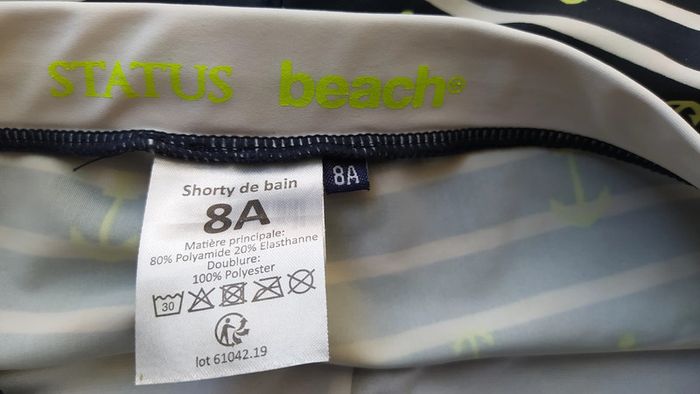 STATUS beach®
8A
Shorty de bain
8A
Matière principale:
80% Polyamide 20% Elasthanne
Doublure:
100% Polyester
30
lot 61042.19